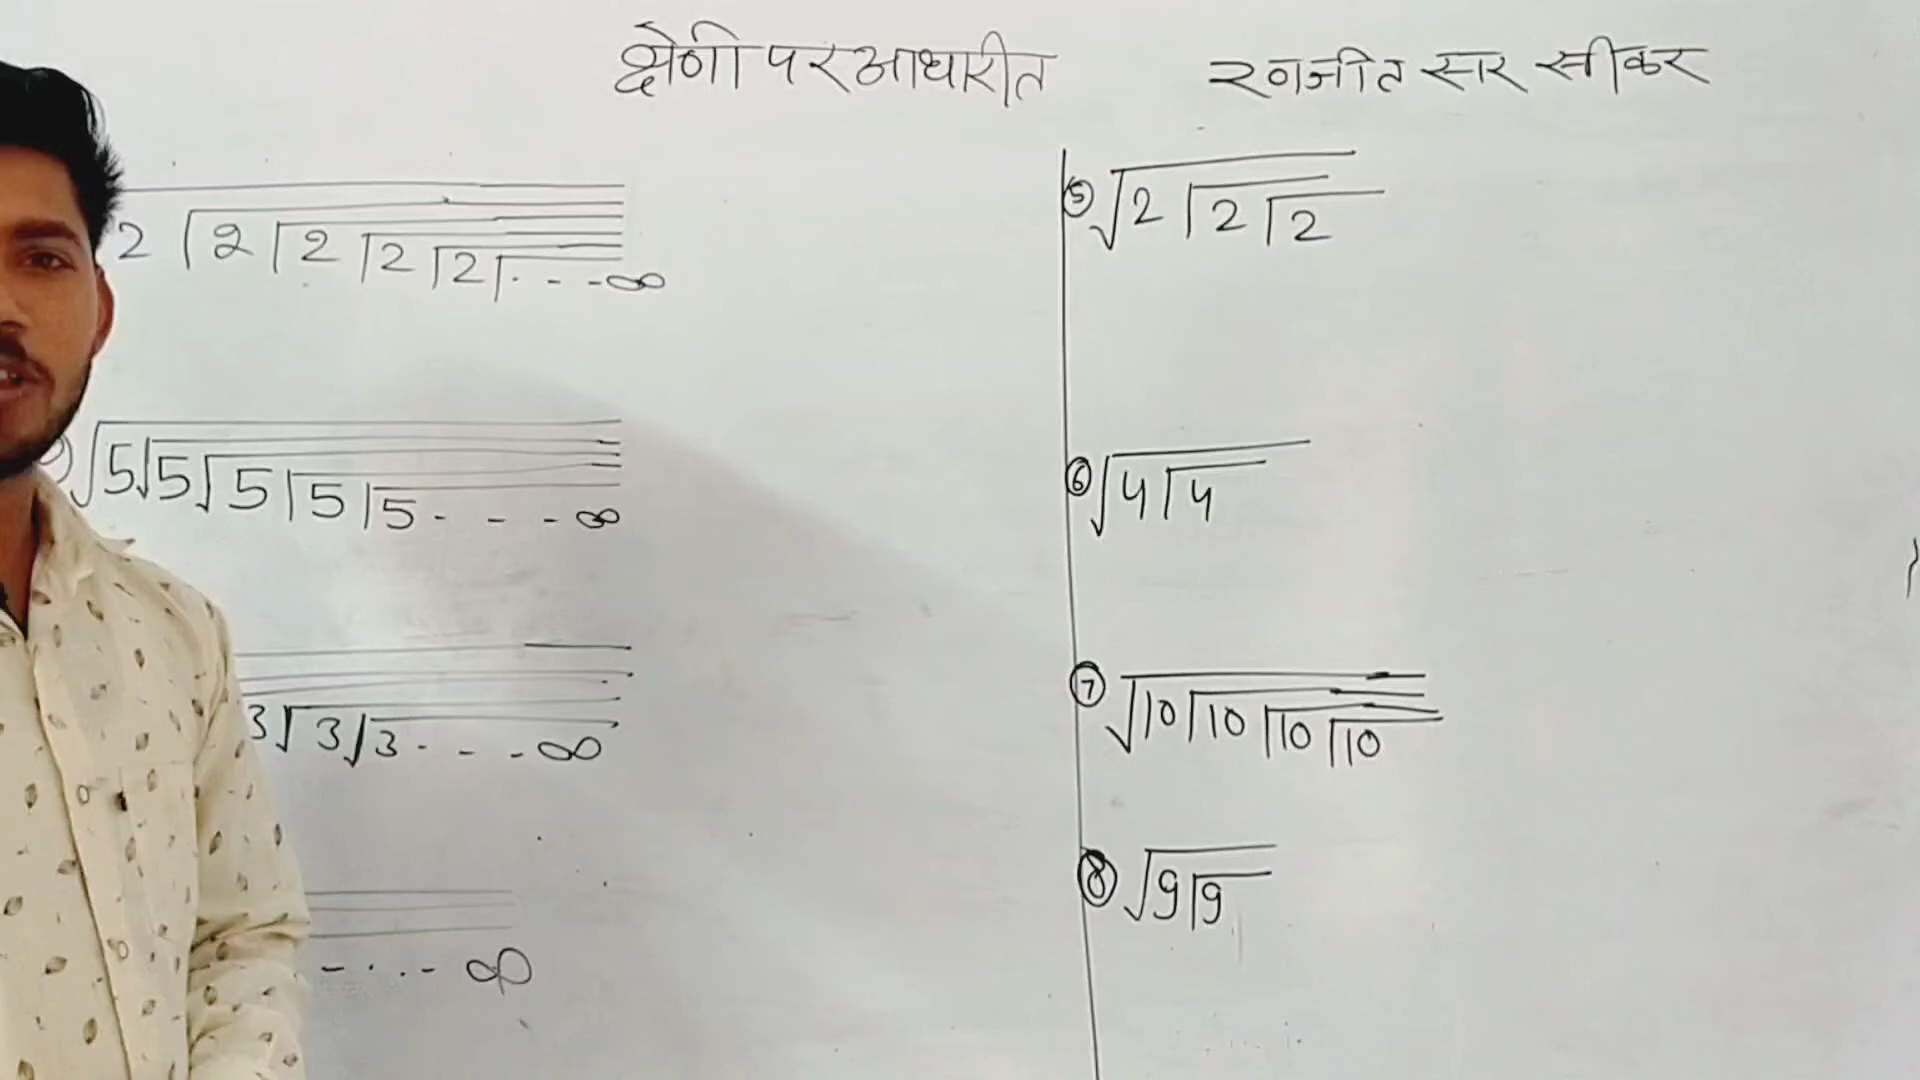 क्षेणी पर आधारीत
रनजीत सर सीकर
2√2√2√2√2√. - - ∞
√5√5√5√5√5 - - - ∞
3√3√3 - - - ∞
- . . - ∞
⑤ √2√2√2
⑥ √4√4
⑦ √10√10√10√10
⑧ √9√9